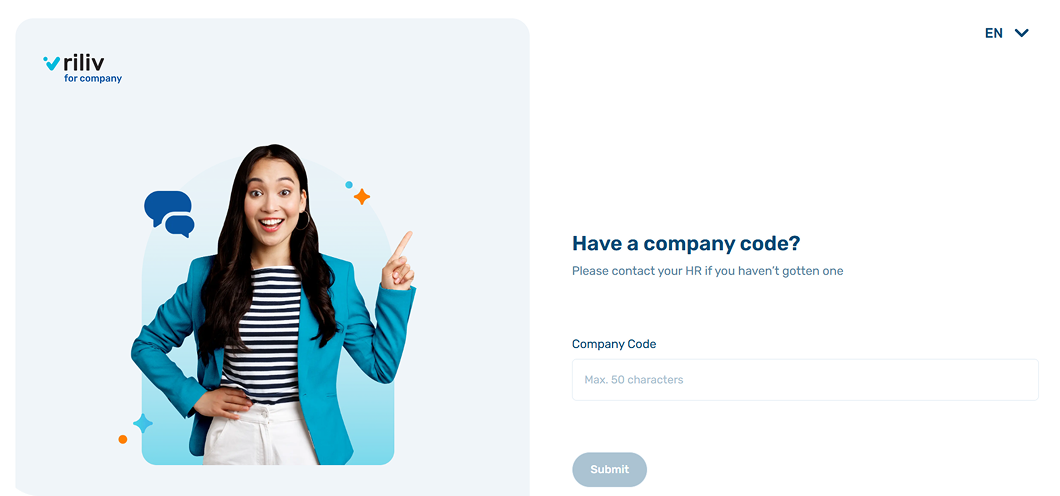 riliv
for company
EN
Have a company code?
Please contact your HR if you haven't gotten one
Company Code
Max. 50 characters
Submit